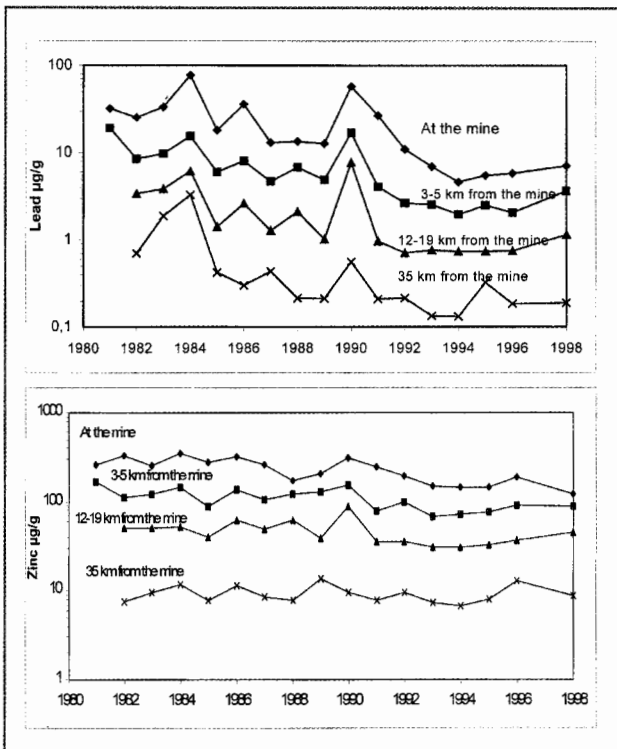 100
10
1
0,1
Lead µg/g
At the mine
3-5 km from the mine
12-19 km from the mine
35 km from the mine
1980 1982 1984 1986 1988 1990 1992 1994 1996 1998
1000
100
10
1
Zinc µg/g
At the mine
3-5 km from the mine
12-19 km from the mine
35 km from the mine
1980 1982 1984 1986 1988 1990 1992 1994 1996 1998